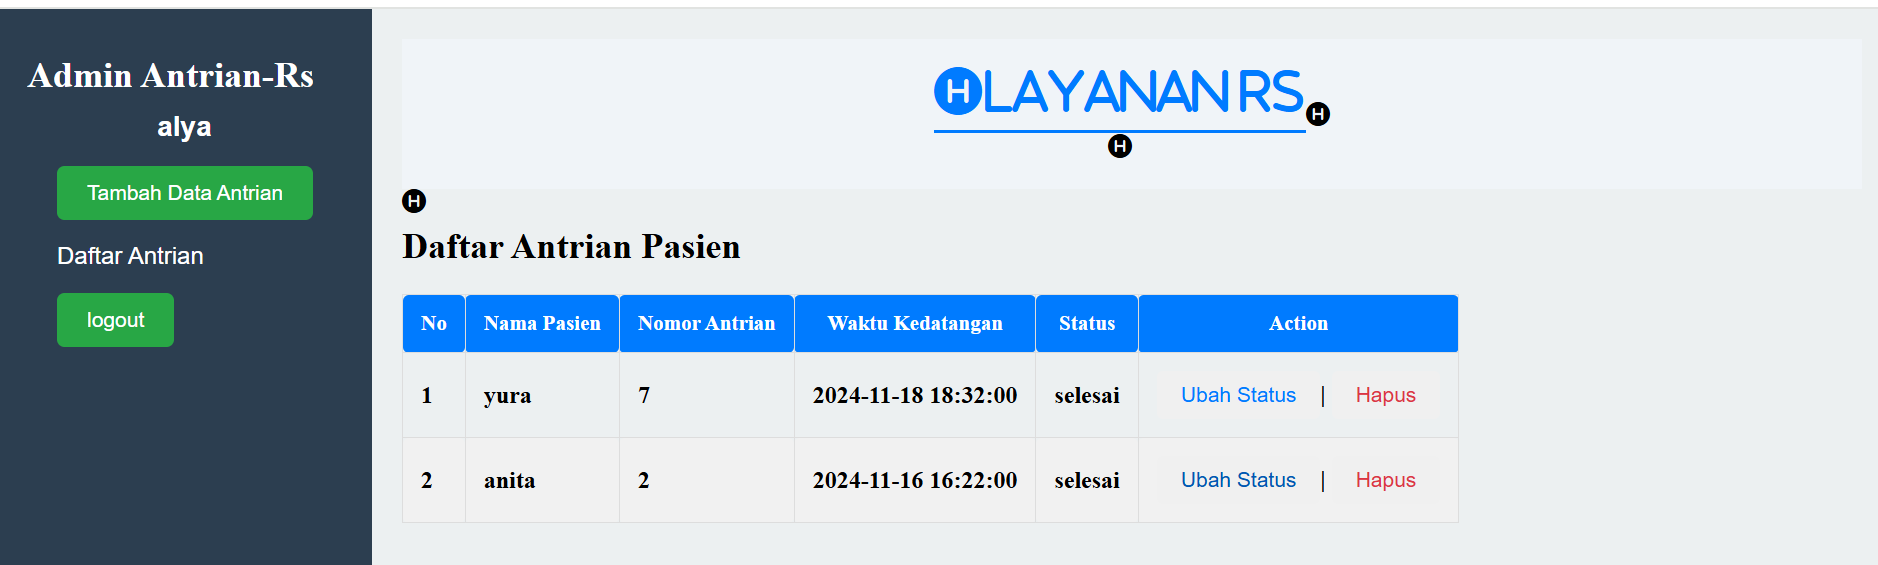 Admin Antrian-Rs
alya
Tambah Data Antrian
Daftar Antrian
logout
H LAYANAN RS H
H
H
Daftar Antrian Pasien
No Nama Pasien Nomor Antrian Waktu Kedatangan Status Action
1 yura 7 2024-11-18 18:32:00 selesai Ubah Status | Hapus
2 anita 2 2024-11-16 16:22:00 selesai Ubah Status | Hapus